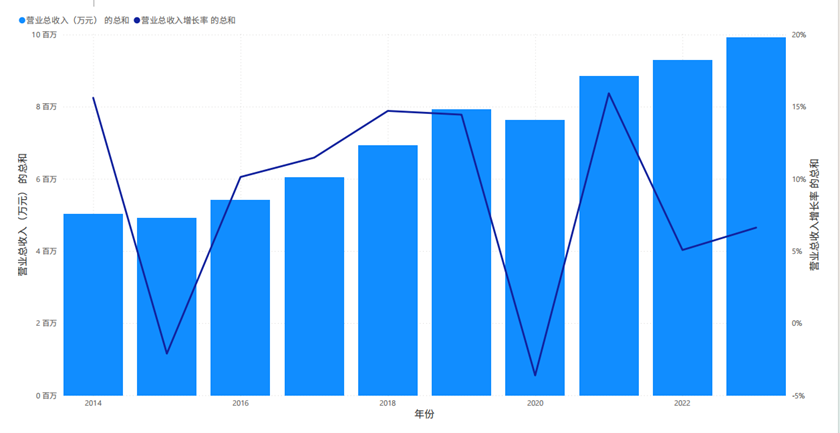 营业总收入（万元） 的总和 营业总收入增长率 的总和
10 百万
8 百万
6 百万
4 百万
2 百万
0 百万
营业总收入（万元） 的总和
20%
15%
10%
5%
0%
-5%
营业总收入增长率 的总和
2014 2016 2018 2020 2022
年份